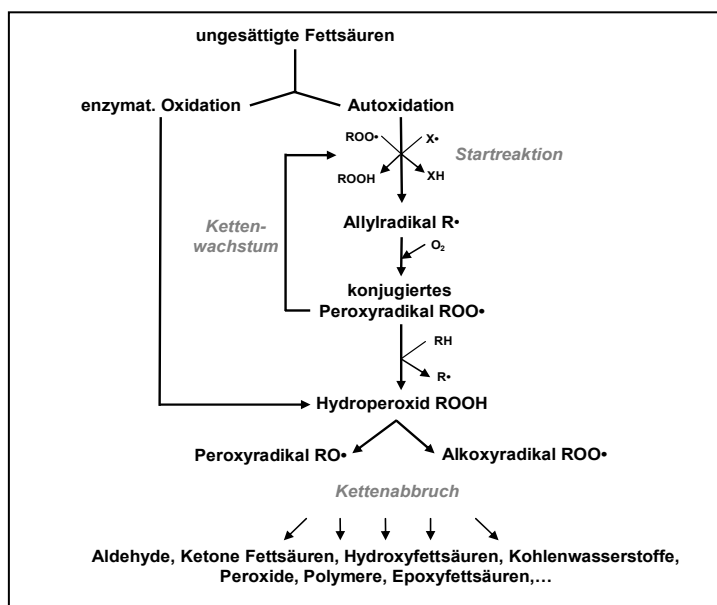 ungesättigte Fettsäuren
enzymat. Oxidation
Autoxidation
ROO•
X•
Startreaktion
ROOH
XH
Ketten-
wachstum
Allylradikal R•
O₂
konjugiertes
Peroxyradikal ROO•
RH
R•
Hydroperoxid ROOH
Peroxyradikal RO•
Alkoxyradikal ROO•
Kettenabbruch
Aldehyde, Ketone Fettsäuren, Hydroxyfettsäuren, Kohlenwasserstoffe,
Peroxide, Polymere, Epoxyfettsäuren,...